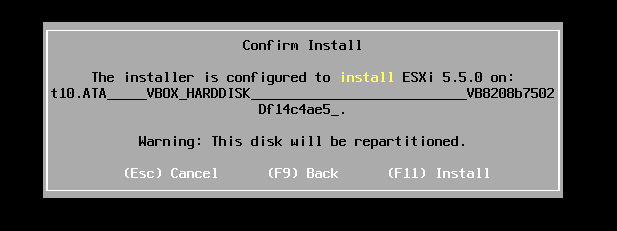 Confirm Install
The installer is configured to install ESXi 5.5.0 on:
t10.ATA_____VBOX_HARDDISK___________________________VB8208b7502
Df14c4ae5_.
Warning: This disk will be repartitioned.
(Esc) Cancel (F9) Back (F11) Install